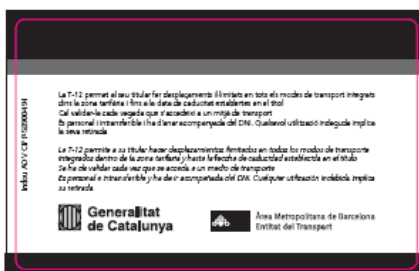 La T-12 permet al seu titular fer desplaçaments il·limitats en tots els modes de transport integrats
dins la zona tarifària i fins a la data de caducitat establertes en el títol
Cal validar-la cada vegada que s'accedeixi a un mitjà de transport
És personal i intransferible i ha d'anar acompanyada del DNI. Qualsevol utilització indeguda implica
la seva retirada
La T-12 permite a su titular hacer desplazamientos ilimitados en todos los modos de transporte
integrados dentro de la zona tarifaria y hasta la fecha de caducidad establecida en el título
Se ha de validar cada vez que se acceda a un medio de transporte
Es personal e intransferible y ha de ir acompañada del DNI. Cualquier utilización indebida implica
su retirada
Generalitat
de Catalunya
Àrea Metropolitana de Barcelona
Entitat del Transport